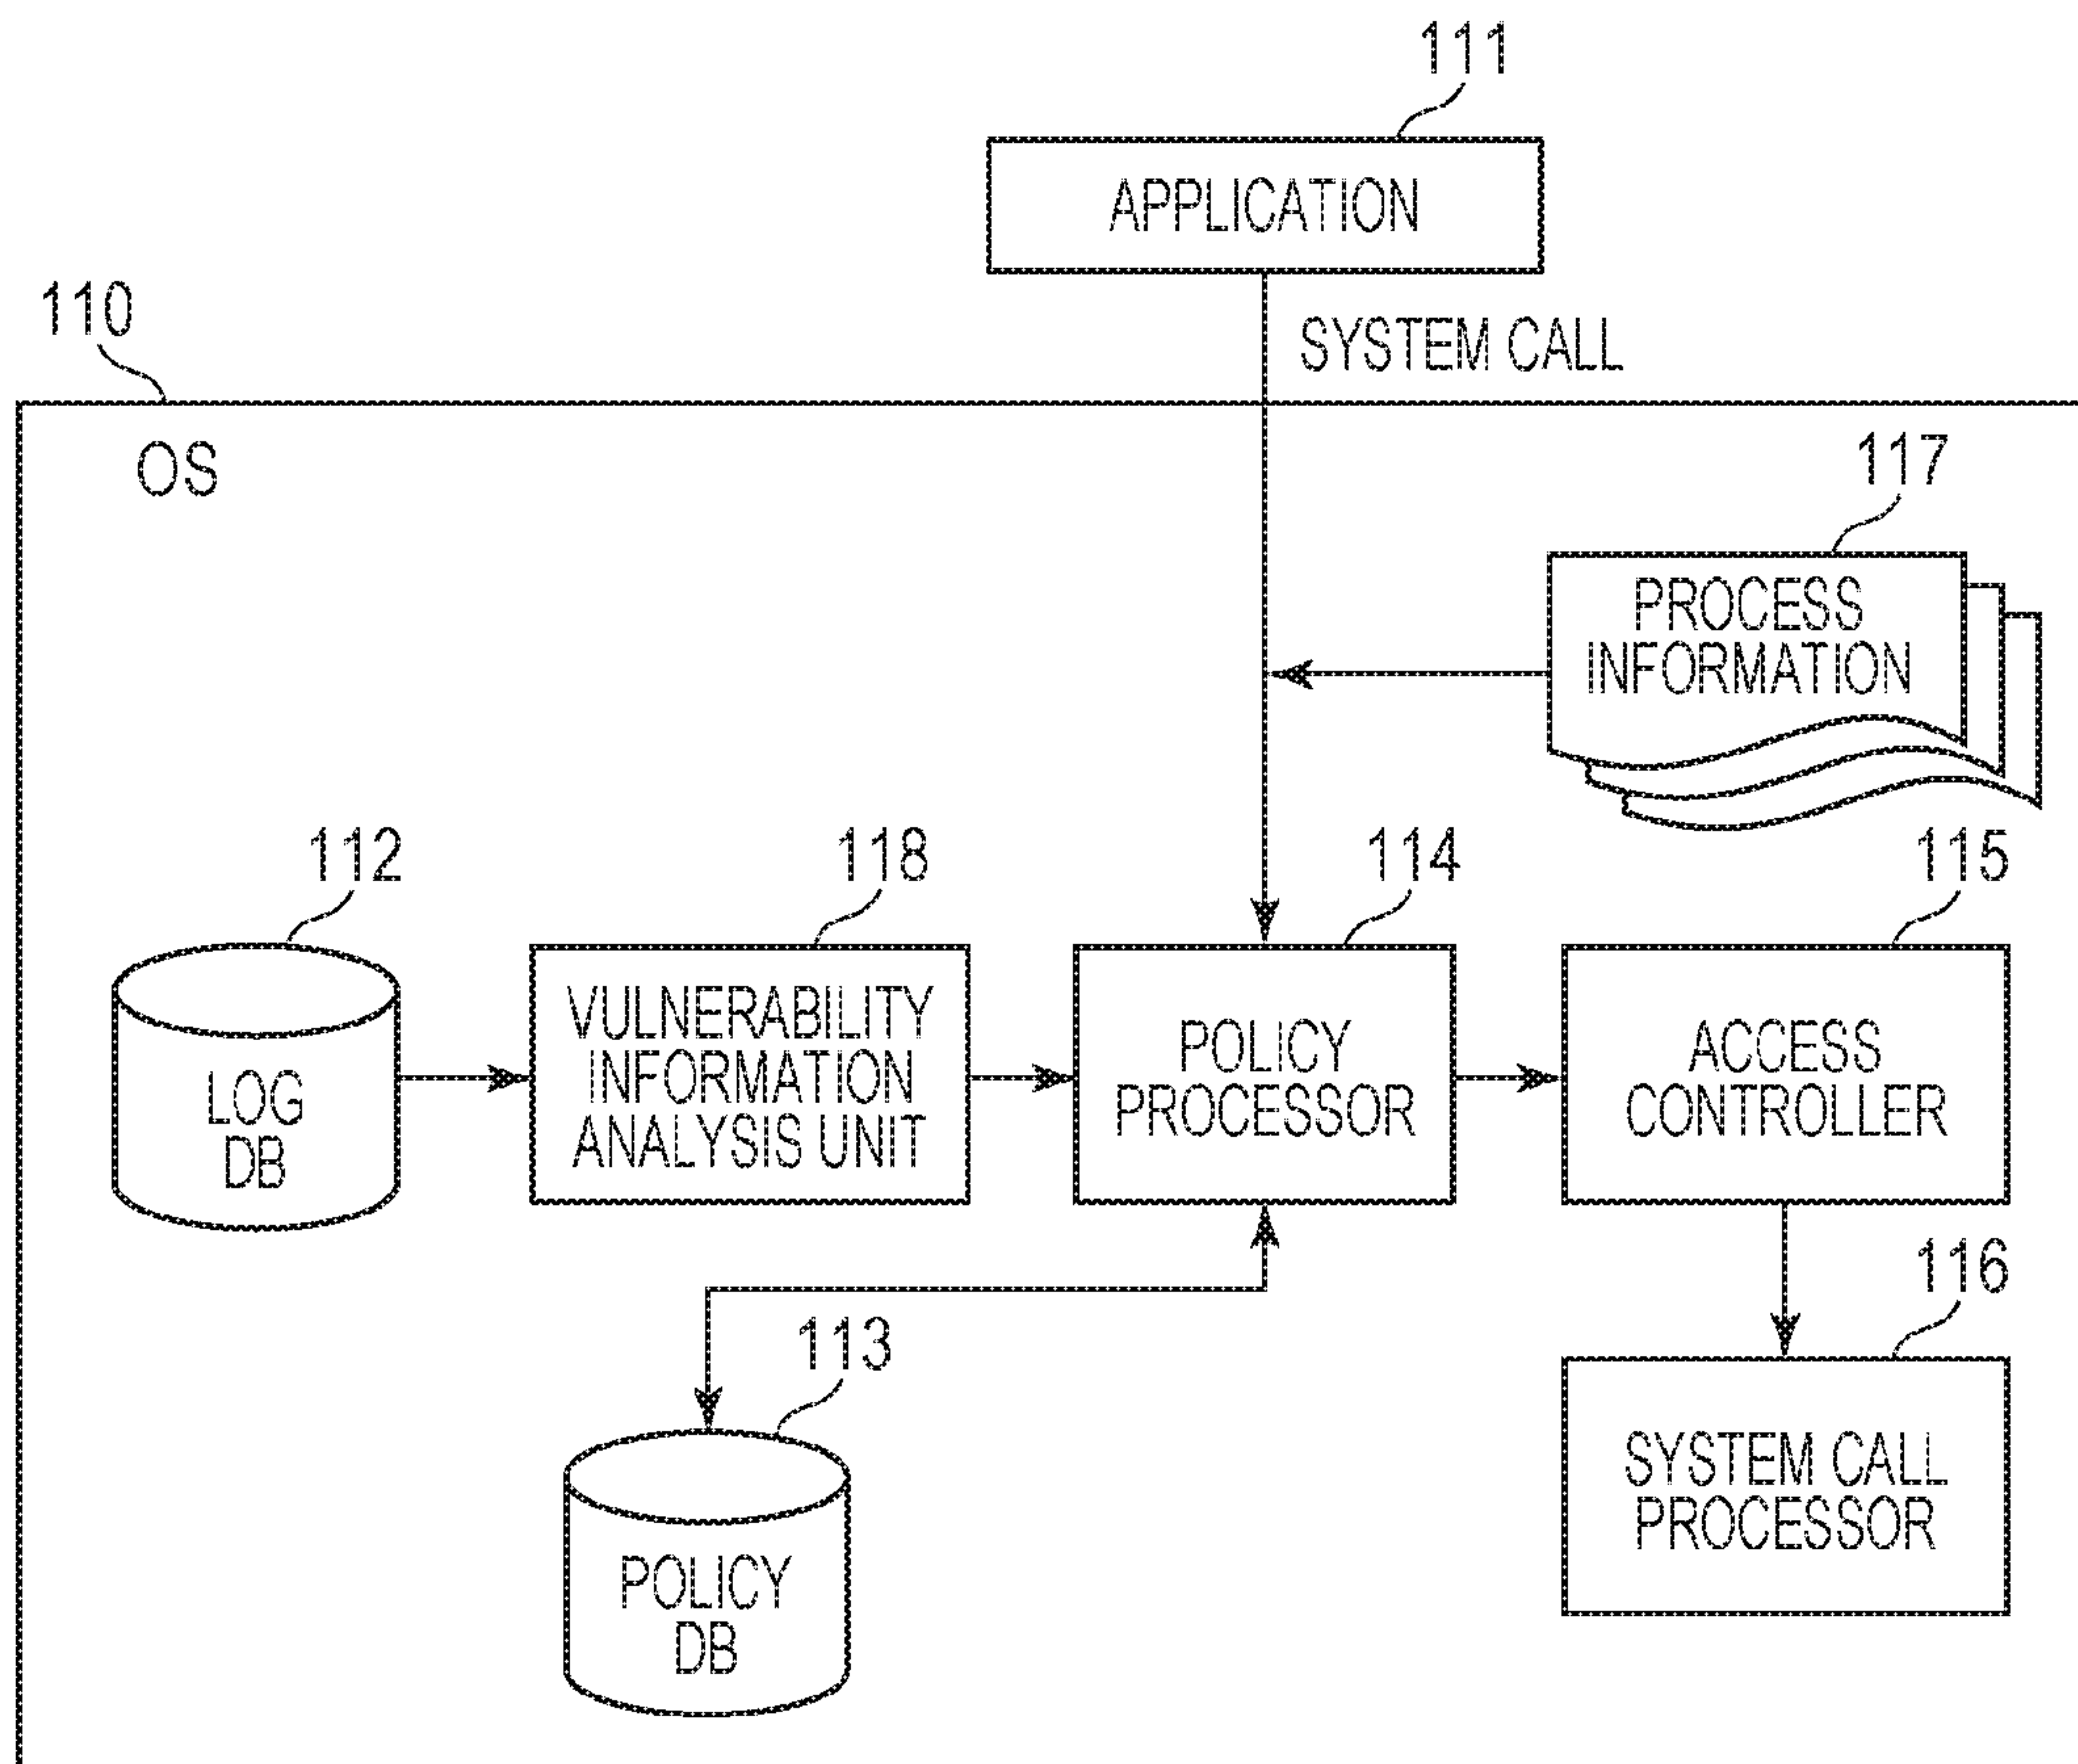 111
APPLICATION
110
SYSTEM CALL
OS
117
PROCESS
INFORMATION
112
118
114
115
LOG
DB
VULNERABILITY
INFORMATION
ANALYSIS UNIT
POLICY
PROCESSOR
ACCESS
CONTROLLER
113
116
POLICY
DB
SYSTEM CALL
PROCESSOR